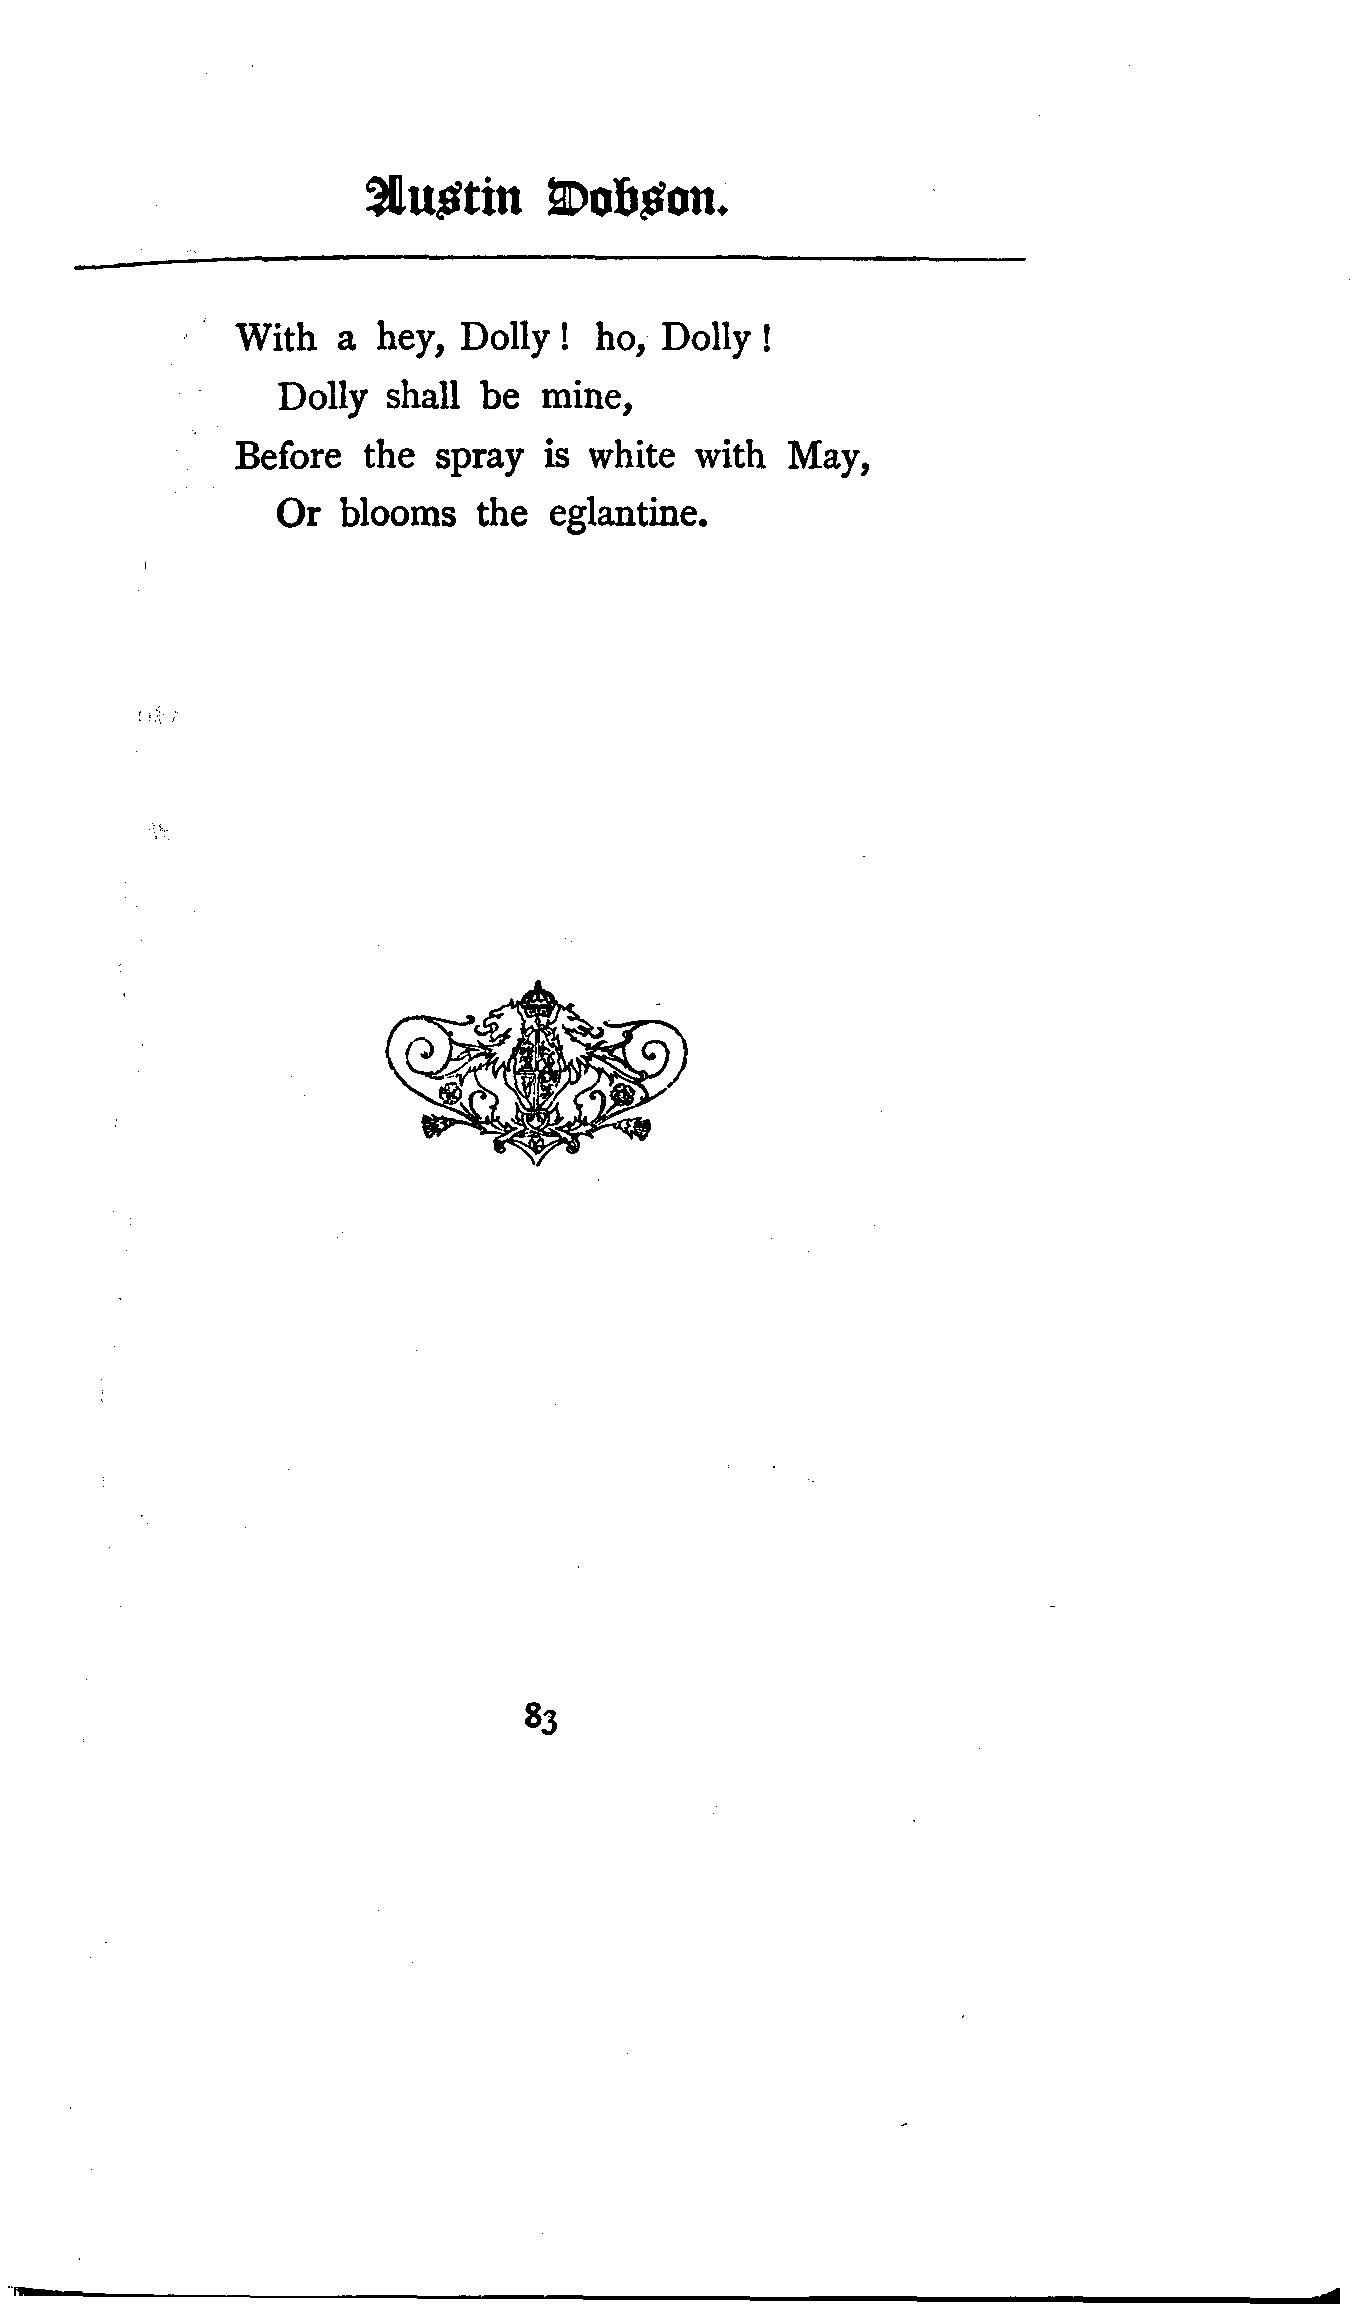 Austin Dobson.
With a hey, Dolly! ho, Dolly!
Dolly shall be mine,
Before the spray is white with May,
Or blooms the eglantine.
83